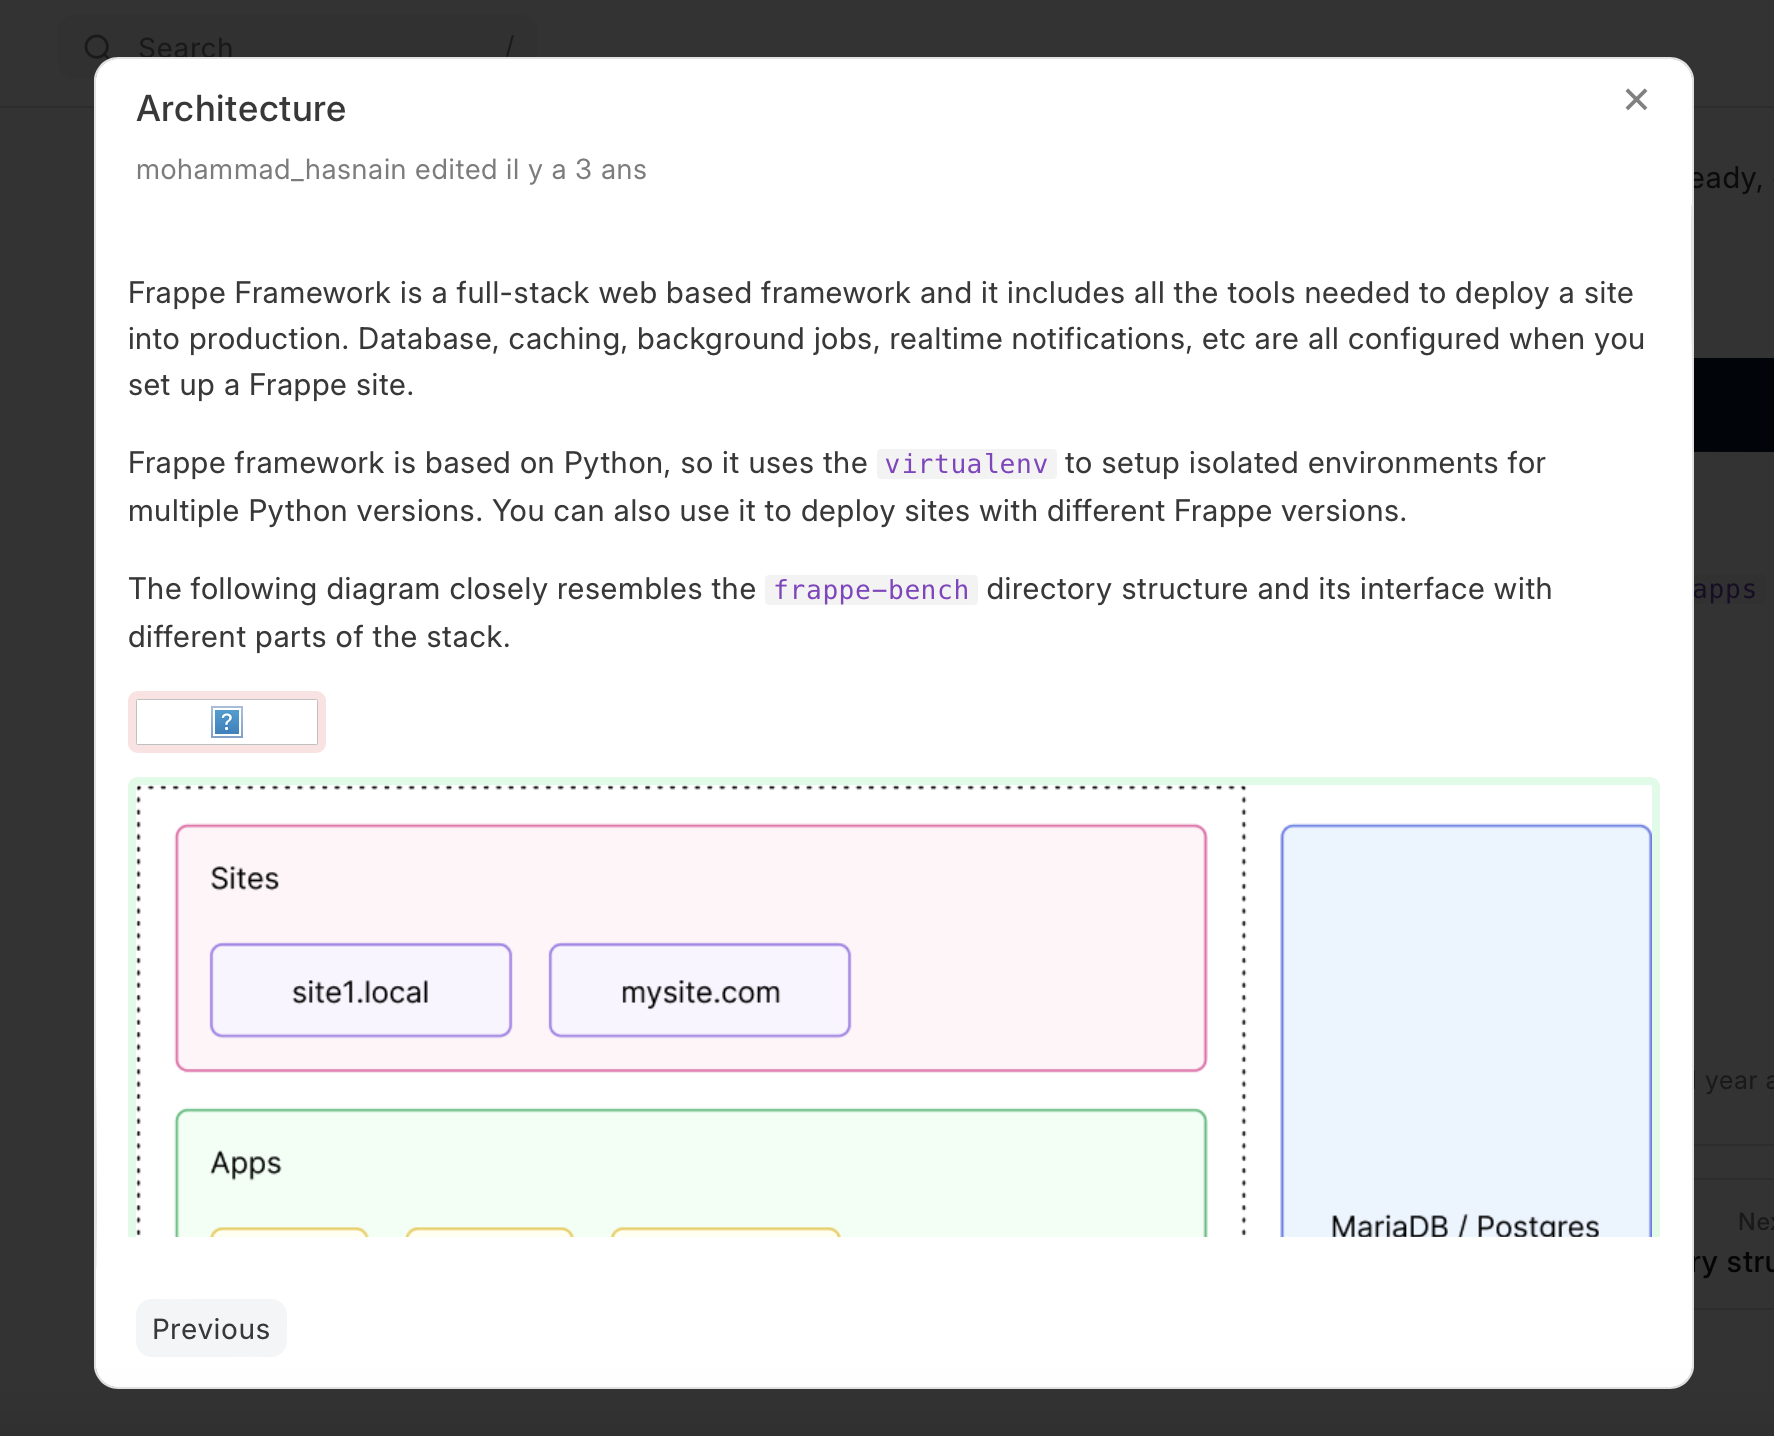 Search /
Architecture
mohammad_hasnain edited il y a 3 ans
eady,
Frappe Framework is a full-stack web based framework and it includes all the tools needed to deploy a site
into production. Database, caching, background jobs, realtime notifications, etc are all configured when you
set up a Frappe site.
Frappe framework is based on Python, so it uses the virtualenv to setup isolated environments for
multiple Python versions. You can also use it to deploy sites with different Frappe versions.
The following diagram closely resembles the frappe-bench directory structure and its interface with
apps
different parts of the stack.
?
Sites
site1.local
mysite.com
year a
Apps
MariaDB / Postgres
Nex
ry stru
Previous